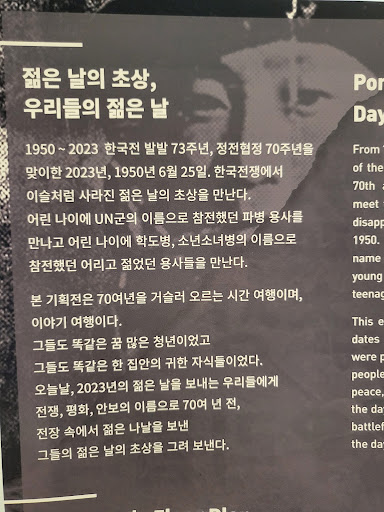 젊은 날의 초상,
우리들의 젊은 날
1950 ~ 2023 한국전 발발 73주년, 정전협정 70주년을
맞이한 2023년, 1950년 6월 25일. 한국전쟁에서
이슬처럼 사라진 젊은 날의 초상을 만난다.
어린 나이에 UN군의 이름으로 참전했던 파병 용사를
만나고 어린 나이에 학도병, 소년소녀병의 이름으로
참전했던 어리고 젊었던 용사들을 만난다.
본 기획전은 70여년을 거슬러 오르는 시간 여행이며,
이야기 여행이다.
그들도 똑같은 꿈 많은 청년이었고
그들도 똑같은 한 집안의 귀한 자식들이었다.
오늘날, 2023년의 젊은 날을 보내는 우리들에게
전쟁, 평화, 안보의 이름으로 70여 년 전,
전장 속에서 젊은 나날을 보낸
그들의 젊은 날의 초상을 그려 보낸다.
Por
Day
From
of the
70th
meet
disapp
1950.
name
young
teenag
This e
dates
were p
people
peace,
the da
battlef
the da